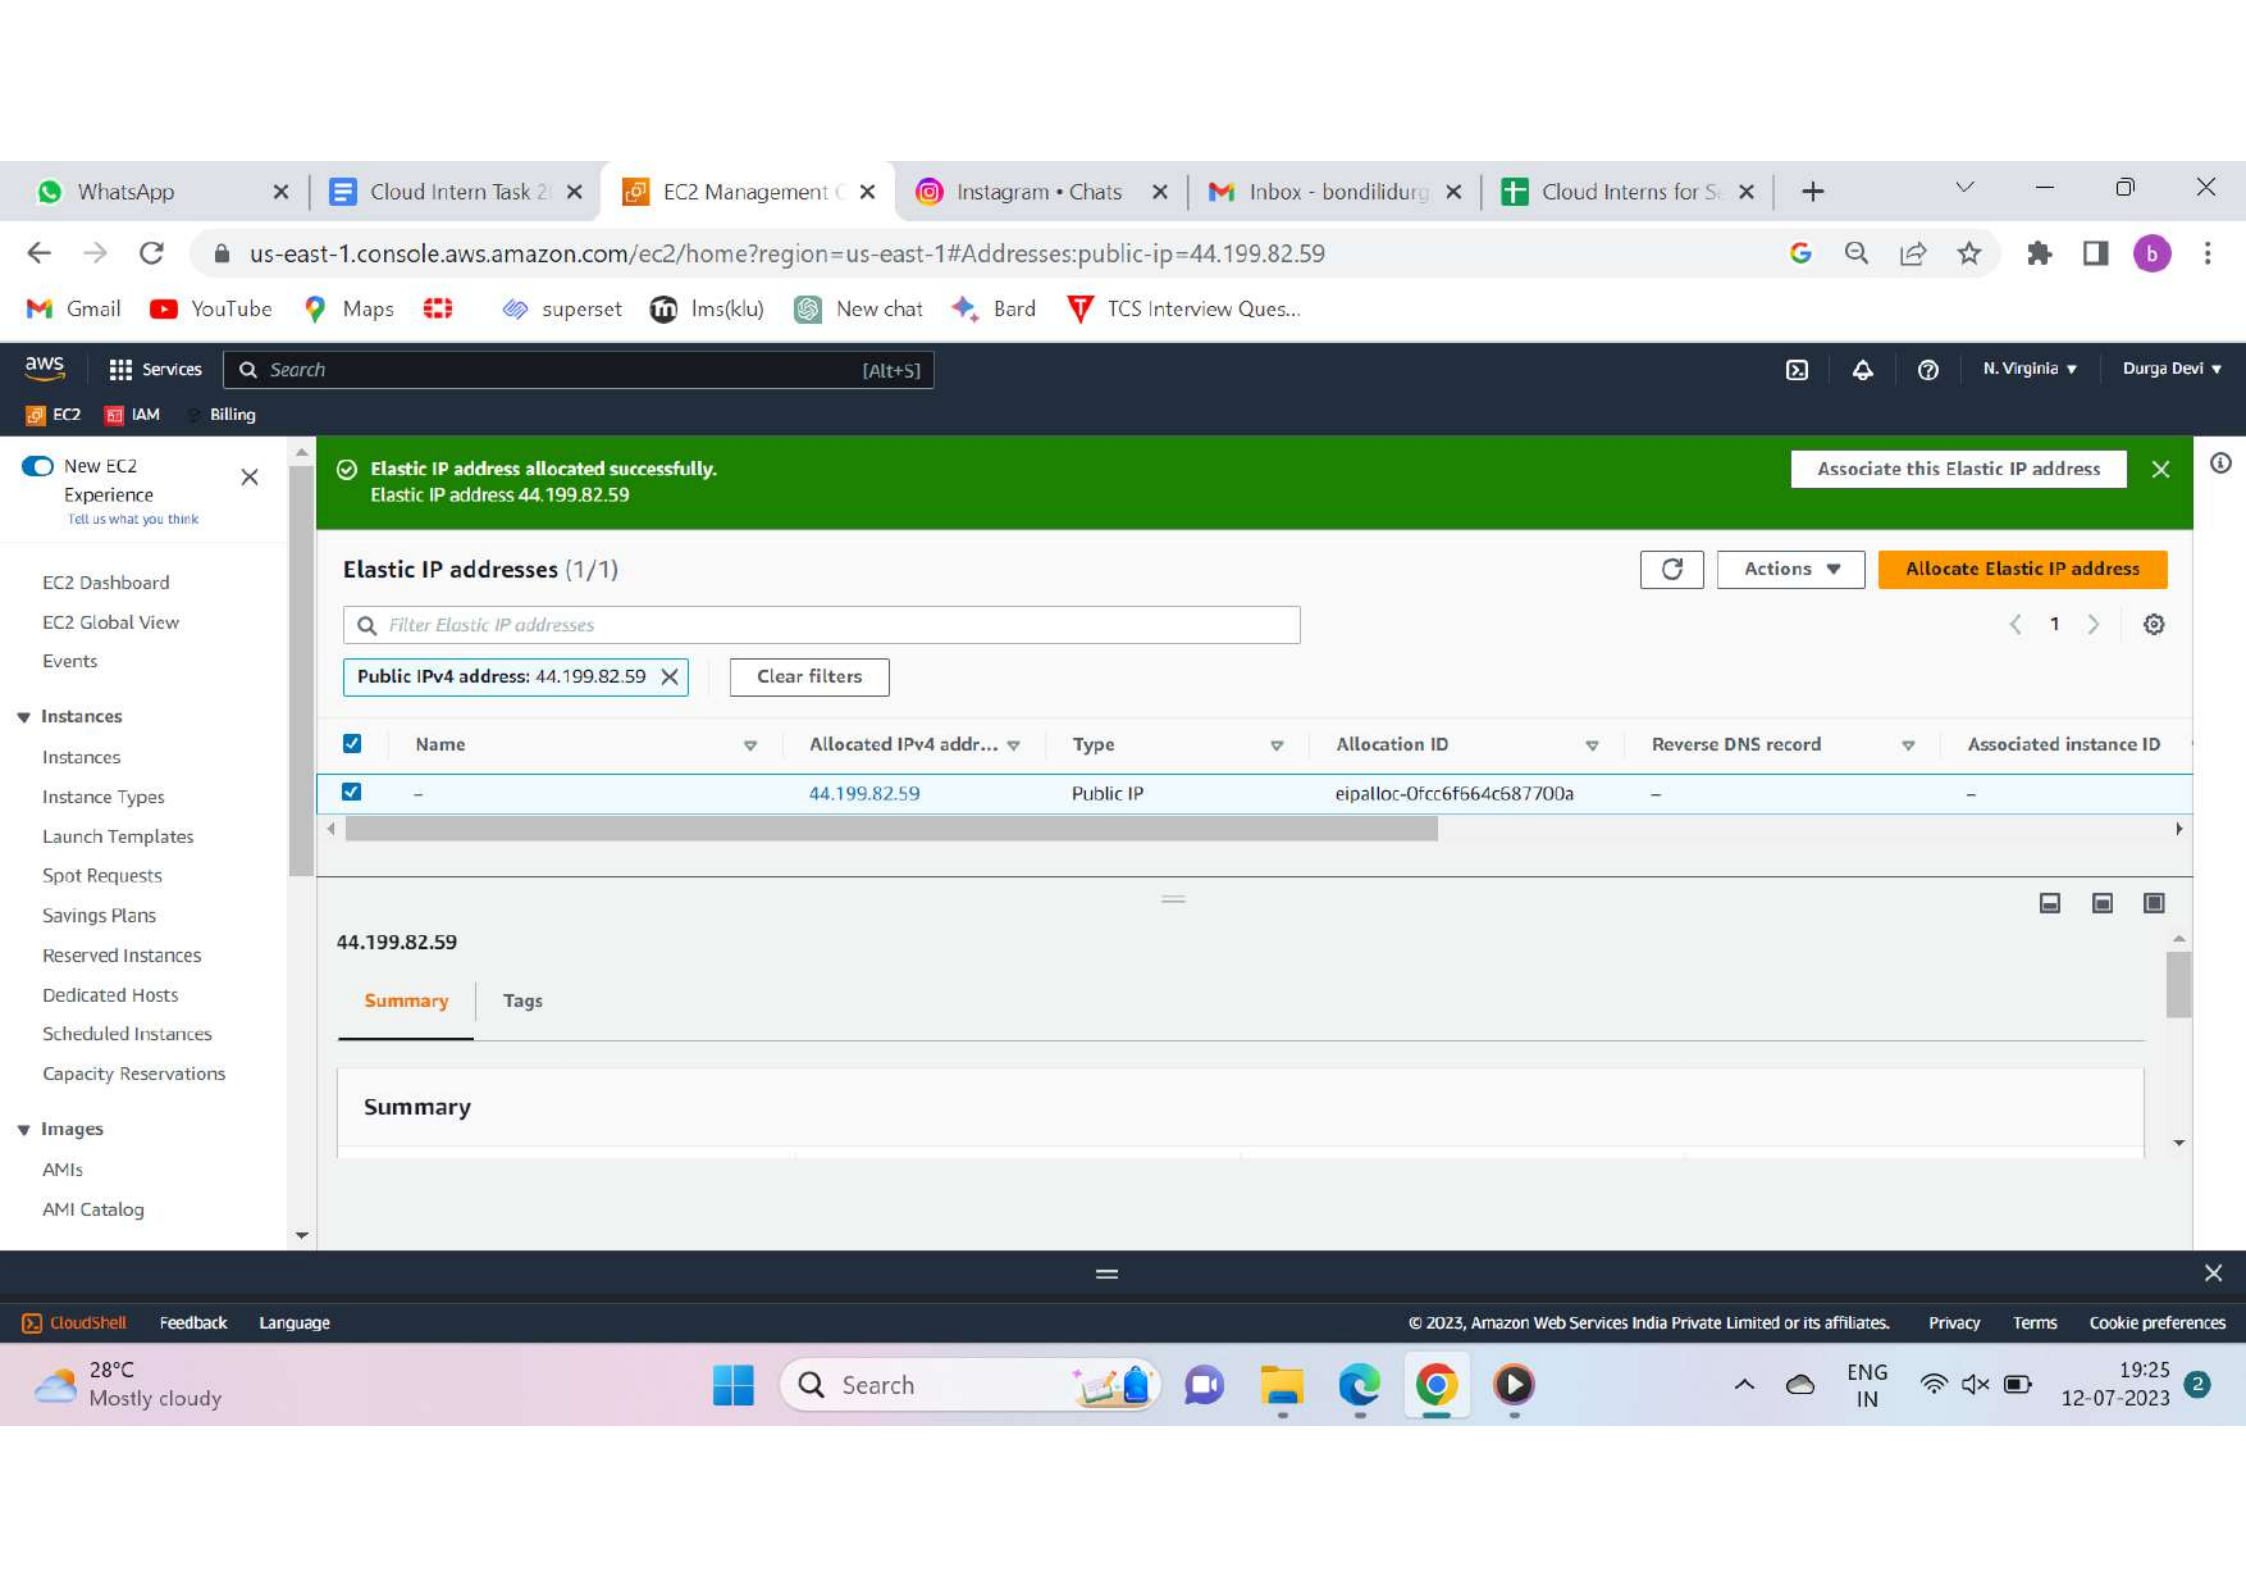 WhatsApp
Cloud Intern Task 2
EC2 Management C
Instagram • Chats
Inbox - bondilidurg
Cloud Interns for S
us-east-1.console.aws.amazon.com/ec2/home?region=us-east-1#Addresses:public-ip=44.199.82.59
b
Gmail YouTube Maps superset lms(klu) New chat Bard TCS Interview Ques...
aws Services Search [Alt+S] N. Virginia Durga Devi
EC2 IAM Billing
New EC2
Experience
Tell us what you think
EC2 Dashboard
EC2 Global View
Events
Instances
Instances
Instance Types
Launch Templates
Spot Requests
Savings Plans
Reserved Instances
Dedicated Hosts
Scheduled Instances
Capacity Reservations
Images
AMIs
AMI Catalog
Elastic IP address allocated successfully.
Elastic IP address 44.199.82.59
Associate this Elastic IP address
Elastic IP addresses (1/1)
Actions
Allocate Elastic IP address
Filter Elastic IP addresses
1
Public IPv4 address: 44.199.82.59
Clear filters
Name Allocated IPv4 addr... Type Allocation ID Reverse DNS record Associated instance ID
– 44.199.82.59 Public IP eipalloc-0fcc6f664c687700a – –
44.199.82.59
Summary Tags
Summary
CloudShell Feedback Language © 2023, Amazon Web Services India Private Limited or its affiliates. Privacy Terms Cookie preferences
28°C
Mostly cloudy
Search
ENG
IN
19:25
12-07-2023
2